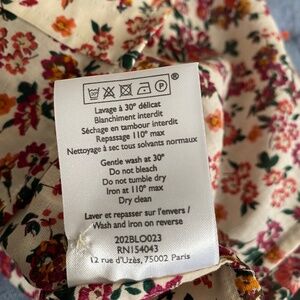 Lavage à 30° délicat
Blanchiment interdit
Séchage en tambour interdit
Repassage 110° max
Nettoyage à sec tous solvants normaux
Gentle wash at 30°
Do not bleach
Do not tumble dry
Iron at 110° max
Dry clean
Laver et repasser sur l'envers /
Wash and iron on reverse
202BLO023
RN154043
12 rue d'Uzès, 75002 Paris